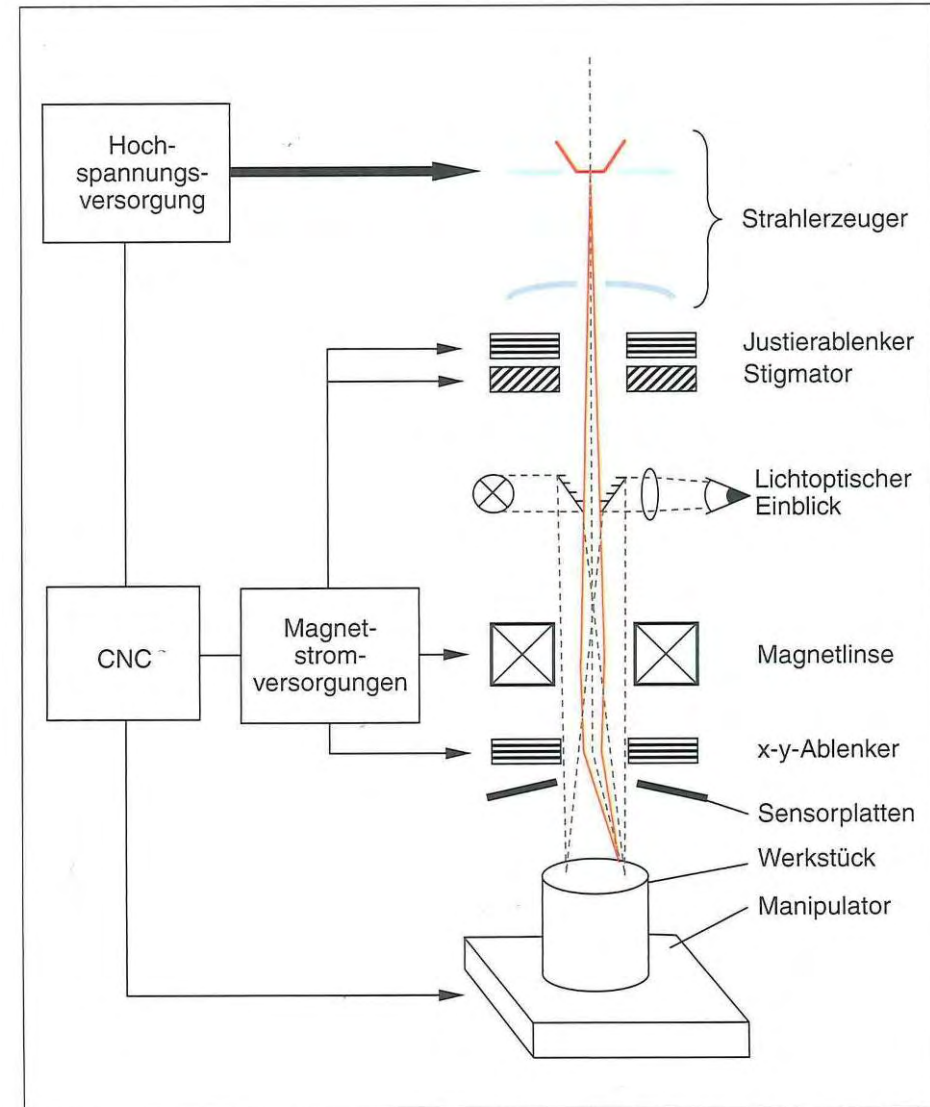 Hoch-
spannungs-
versorgung
Strahlerzeuger
Justierablenker
Stigmator
Lichtoptischer
Einblick
CNC
Magnet-
strom-
versorgungen
Magnetlinse
x-y-Ablenker
Sensorplatten
Werkstück
Manipulator